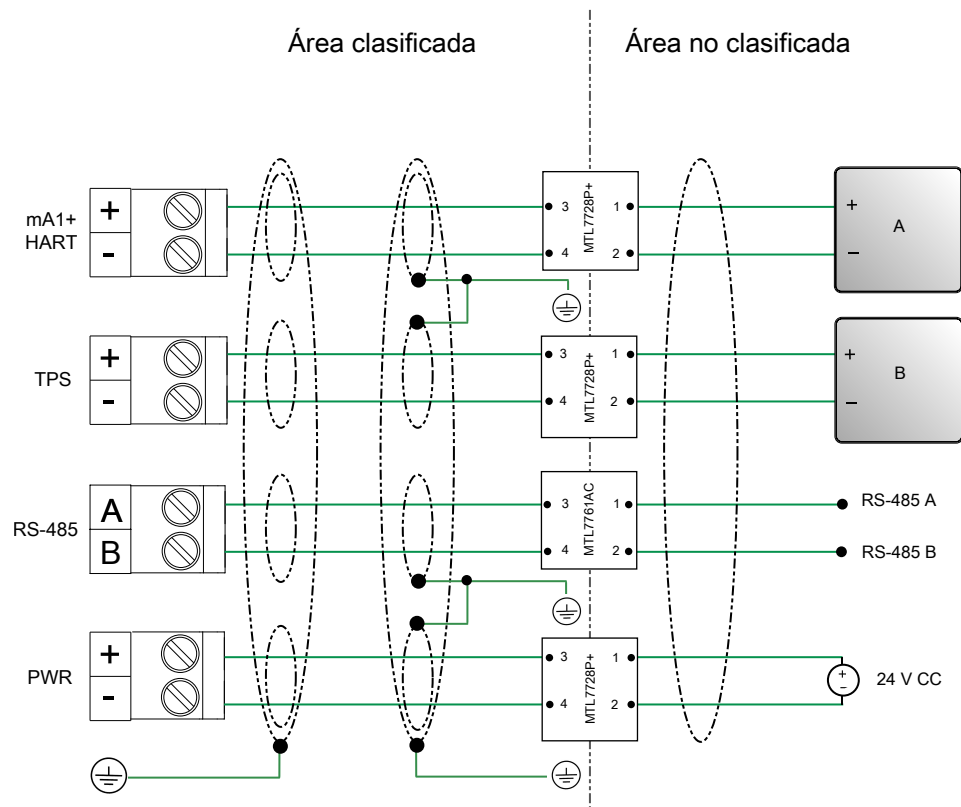 Área clasificada
Área no clasificada
mA1+
HART
+
-
3
4
MTL7728P+
1
2
+
−
A
TPS
+
-
3
4
MTL7728P+
1
2
+
−
B
RS-485
A
B
3
4
MTL7761AC
1
2
RS-485 A
RS-485 B
PWR
+
-
3
4
MTL7728P+
1
2
+
−
24 V CC